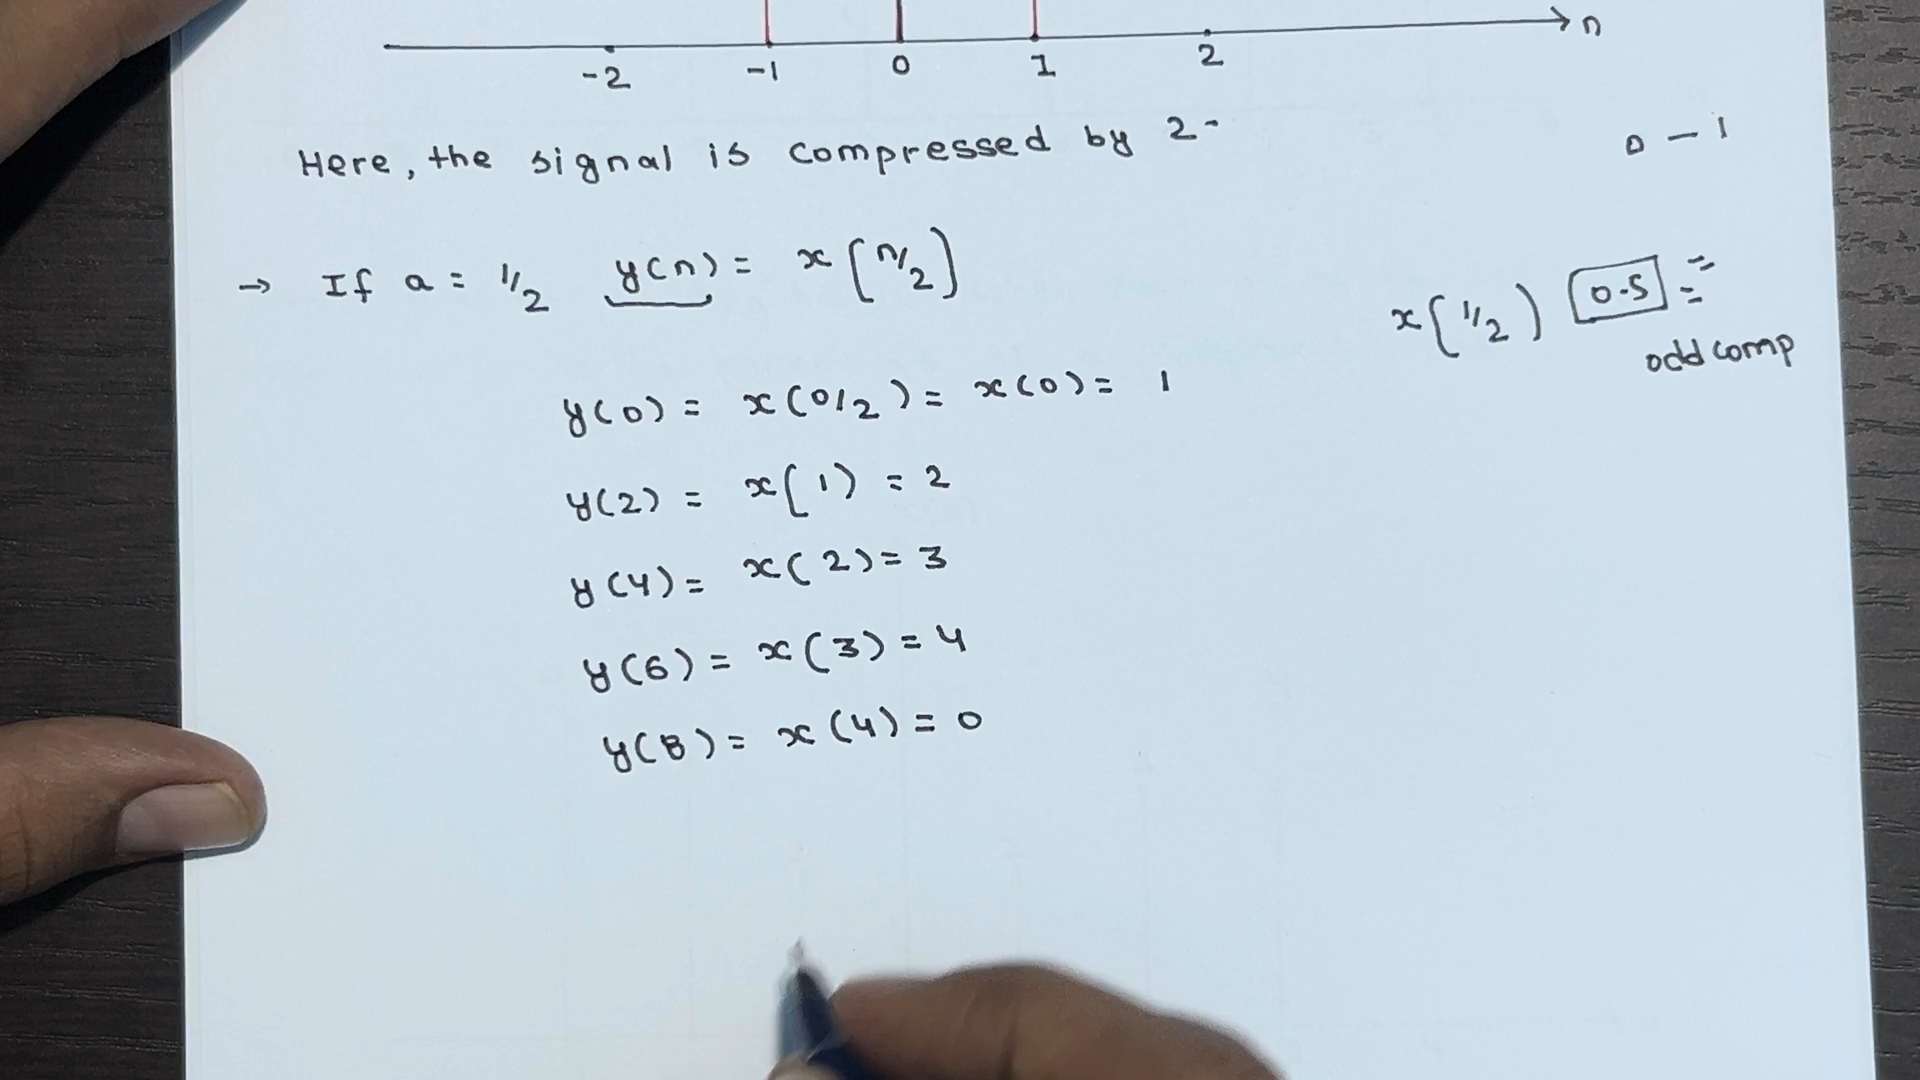 -2 -1 0 1 2 n
Here, the signal is compressed by 2.
0 - 1
→ If a = 1/2 y(n) = x[n/2)
x(1/2) 0.5 =
odd comp
y(0) = x(0/2) = x(0) = 1
y(2) = x[1) = 2
y(4) = x(2) = 3
y(6) = x(3) = 4
y(8) = x(4) = 0